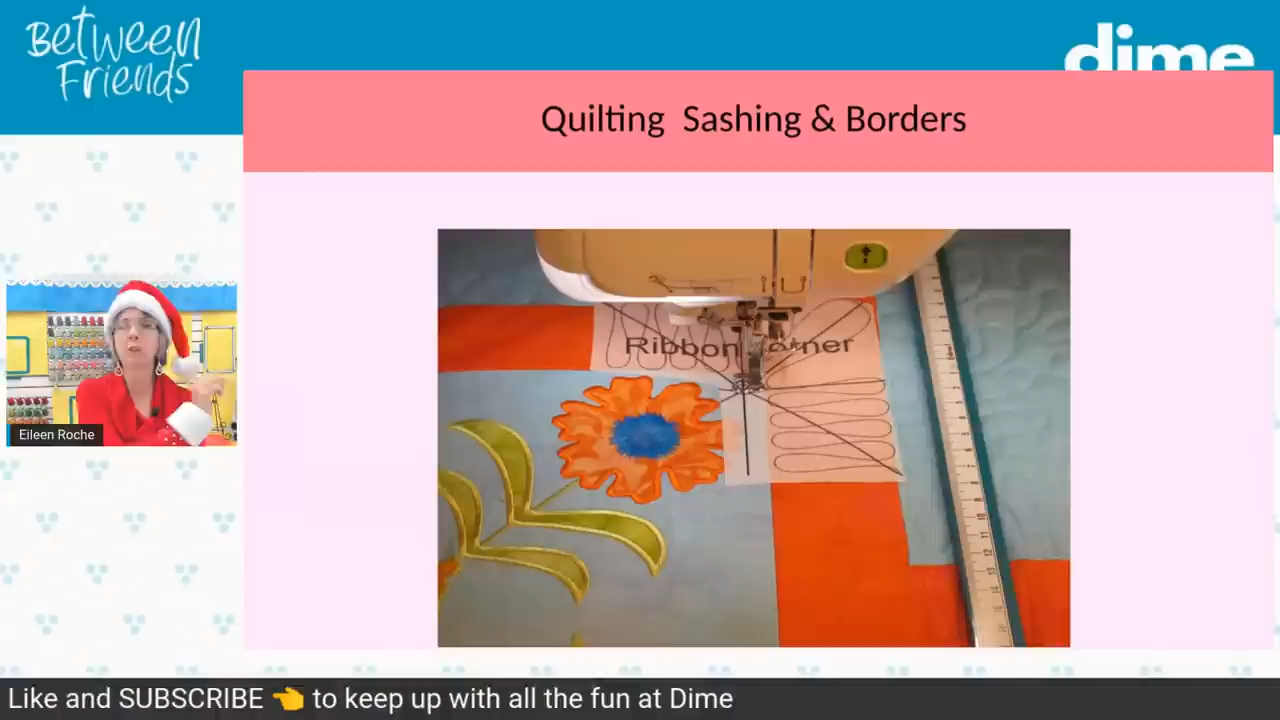 Between
Friends
dime
Quilting Sashing & Borders
Ribbon
Eileen Roche
Like and SUBSCRIBE 👈 to keep up with all the fun at Dime